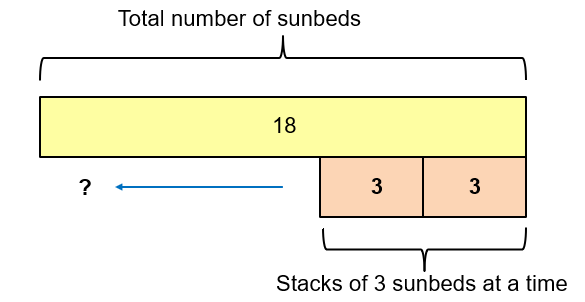 Total number of sunbeds
18
? 3 3
Stacks of 3 sunbeds at a time